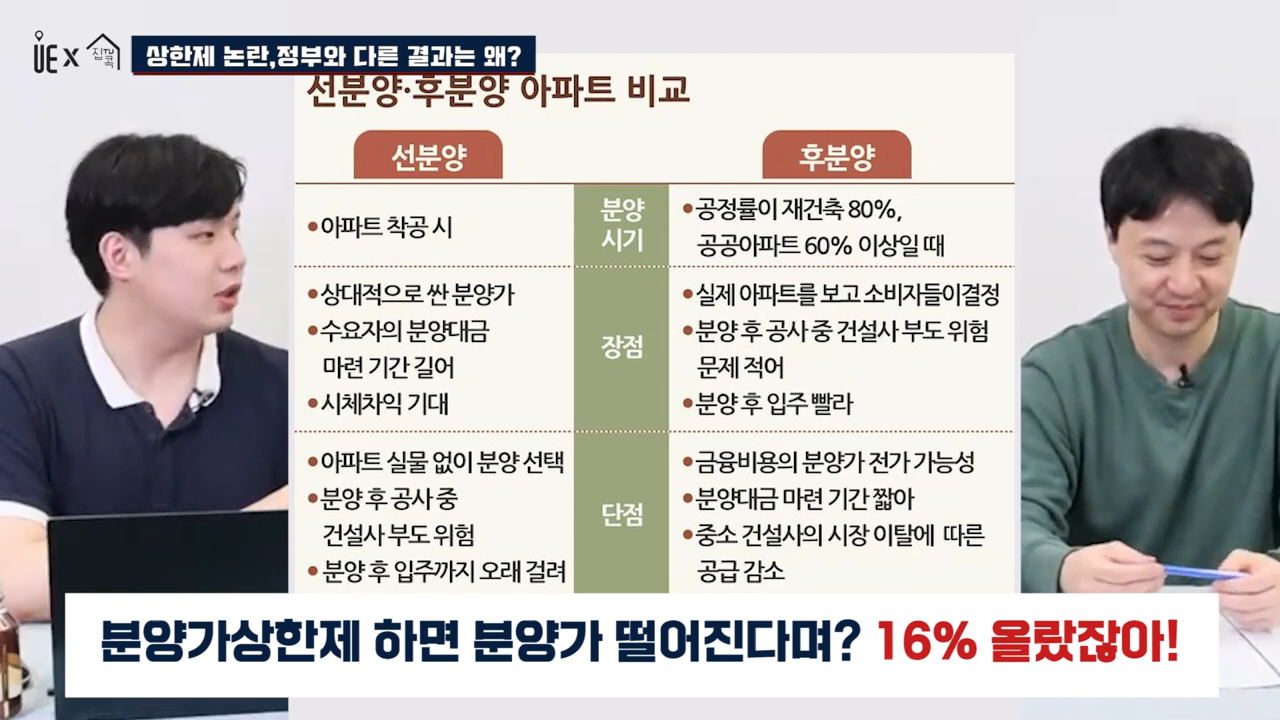 UE X 집TV콕
상한제 논란,정부와 다른 결과는 왜?
선분양·후분양 아파트 비교
선분양
후분양
•아파트 착공 시
분양
시기
•공정률이 재건축 80%,
공공아파트 60% 이상일 때
•상대적으로 싼 분양가
•수요자의 분양대금
마련 기간 길어
•시체차익 기대
장점
•실제 아파트를 보고 소비자들이결정
•분양 후 공사 중 건설사 부도 위험
문제 적어
•분양 후 입주 빨라
•아파트 실물 없이 분양 선택
•분양 후 공사 중
건설사 부도 위험
•분양 후 입주까지 오래 걸려
단점
•금융비용의 분양가 전가 가능성
•분양대금 마련 기간 짧아
•중소 건설사의 시장 이탈에 따른
공급 감소
분양가상한제 하면 분양가 떨어진다며? 16% 올랐잖아!